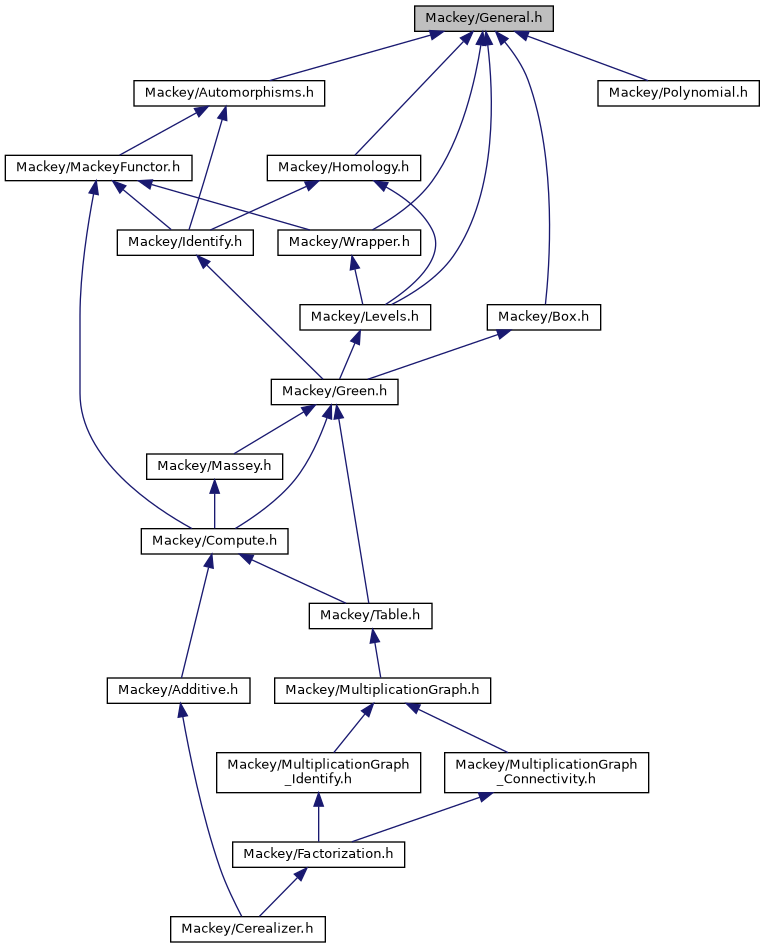 Mackey/General.h
Mackey/Automorphisms.h
Mackey/Polynomial.h
Mackey/MackeyFunctor.h
Mackey/Homology.h
Mackey/Identify.h
Mackey/Wrapper.h
Mackey/Levels.h
Mackey/Box.h
Mackey/Green.h
Mackey/Massey.h
Mackey/Compute.h
Mackey/Table.h
Mackey/Additive.h
Mackey/MultiplicationGraph.h
Mackey/MultiplicationGraph
_Identify.h
Mackey/MultiplicationGraph
_Connectivity.h
Mackey/Factorization.h
Mackey/Cerealizer.h